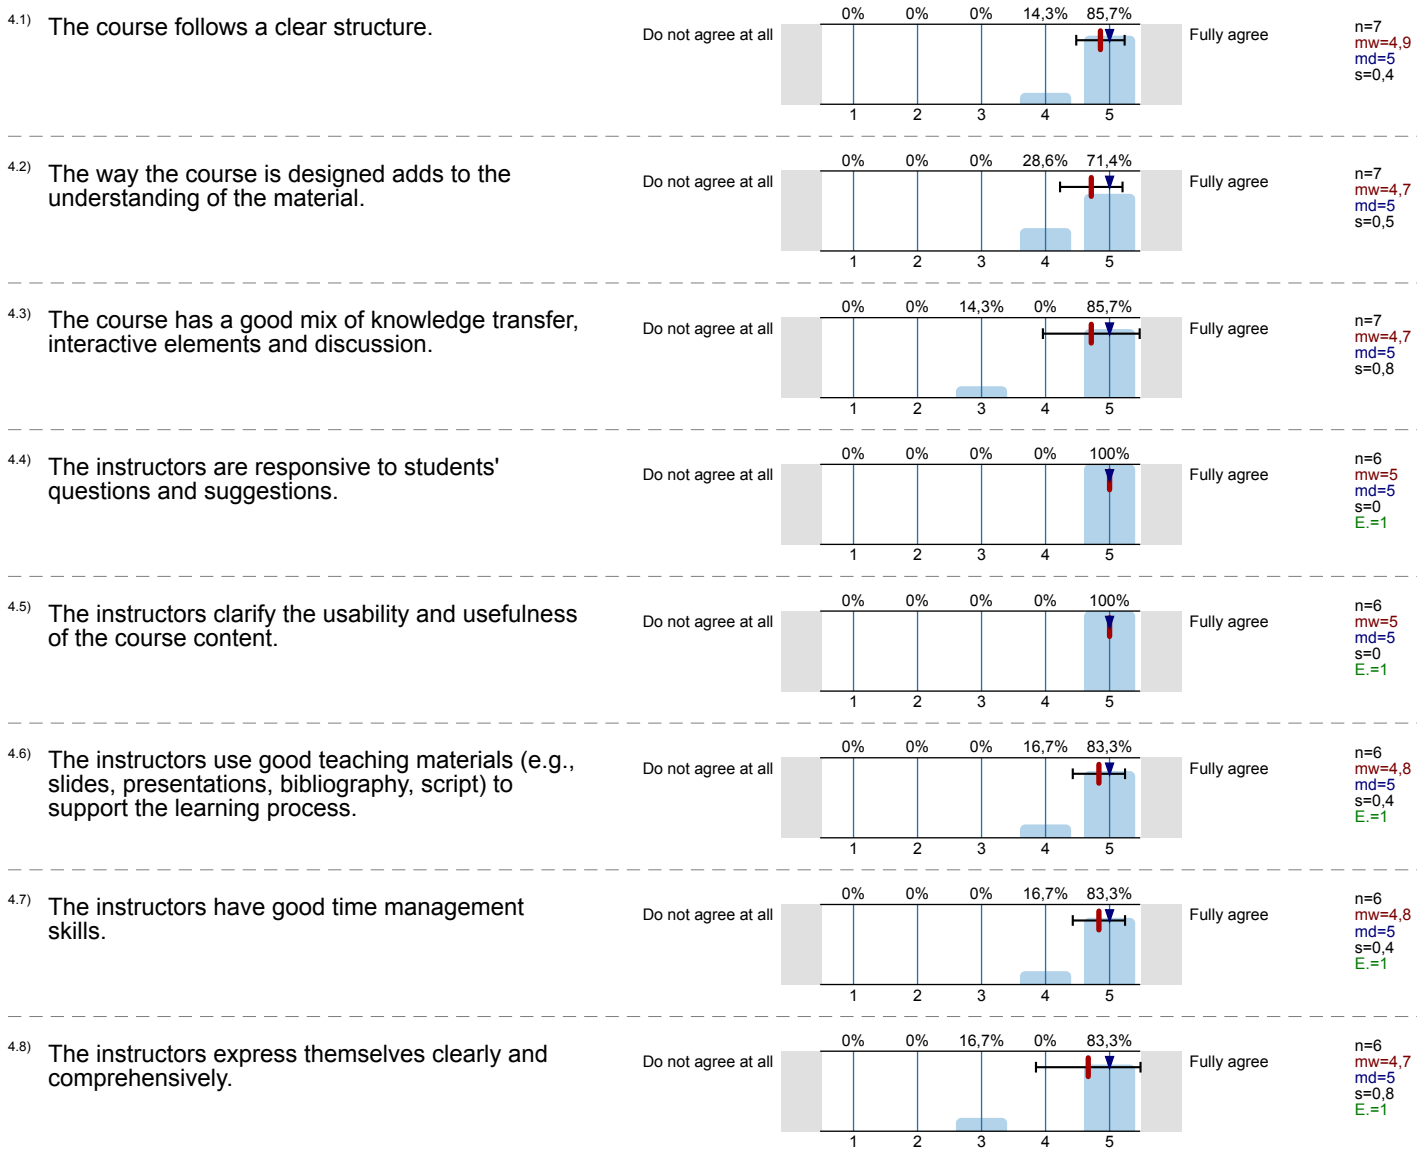 4.1) The course follows a clear structure.
Do not agree at all
0% 0% 0% 14,3% 85,7%
1 2 3 4 5
Fully agree
n=7
mw=4,9
md=5
s=0,4
4.2) The way the course is designed adds to the
understanding of the material.
Do not agree at all
0% 0% 0% 28,6% 71,4%
1 2 3 4 5
Fully agree
n=7
mw=4,7
md=5
s=0,5
4.3) The course has a good mix of knowledge transfer,
interactive elements and discussion.
Do not agree at all
0% 0% 14,3% 0% 85,7%
1 2 3 4 5
Fully agree
n=7
mw=4,7
md=5
s=0,8
4.4) The instructors are responsive to students'
questions and suggestions.
Do not agree at all
0% 0% 0% 0% 100%
1 2 3 4 5
Fully agree
n=6
mw=5
md=5
s=0
E.=1
4.5) The instructors clarify the usability and usefulness
of the course content.
Do not agree at all
0% 0% 0% 0% 100%
1 2 3 4 5
Fully agree
n=6
mw=5
md=5
s=0
E.=1
4.6) The instructors use good teaching materials (e.g.,
slides, presentations, bibliography, script) to
support the learning process.
Do not agree at all
0% 0% 0% 16,7% 83,3%
1 2 3 4 5
Fully agree
n=6
mw=4,8
md=5
s=0,4
E.=1
4.7) The instructors have good time management
skills.
Do not agree at all
0% 0% 0% 16,7% 83,3%
1 2 3 4 5
Fully agree
n=6
mw=4,8
md=5
s=0,4
E.=1
4.8) The instructors express themselves clearly and
comprehensively.
Do not agree at all
0% 0% 16,7% 0% 83,3%
1 2 3 4 5
Fully agree
n=6
mw=4,7
md=5
s=0,8
E.=1